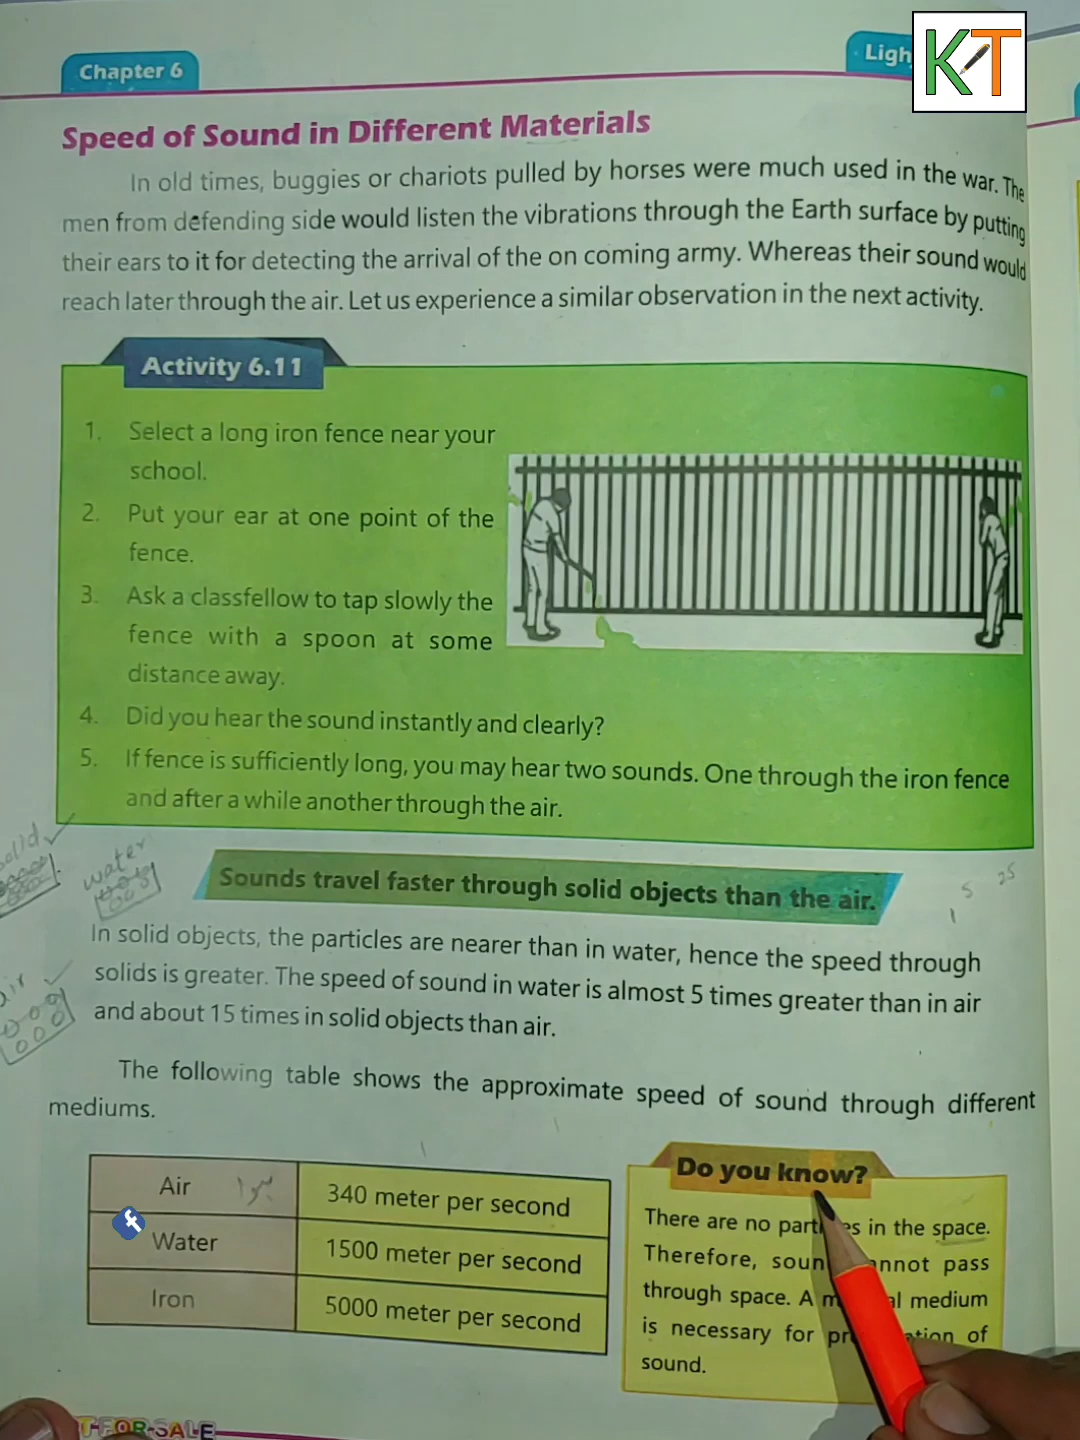 Chapter 6
Ligh
KT
Speed of Sound in Different Materials
In old times, buggies or chariots pulled by horses were much used in the war. The
men from defending side would listen the vibrations through the Earth surface by putting
their ears to it for detecting the arrival of the on coming army. Whereas their sound would
reach later through the air. Let us experience a similar observation in the next activity.
Activity 6.11
1. Select a long iron fence near your
school.
2. Put your ear at one point of the
fence.
3. Ask a classfellow to tap slowly the
fence with a spoon at some
distance away.
4. Did you hear the sound instantly and clearly?
5. If fence is sufficiently long, you may hear two sounds. One through the iron fence
and after a while another through the air.
solid
water
5 25
1
Sounds travel faster through solid objects than the air.
In solid objects, the particles are nearer than in water, hence the speed through
solids is greater. The speed of sound in water is almost 5 times greater than in air
and about 15 times in solid objects than air.
air
The following table shows the approximate speed of sound through different
mediums.
Air 340 meter per second
Water 1500 meter per second
Iron 5000 meter per second
f
Do you know?
There are no part es in the space.
Therefore, soun nnot pass
through space. A m al medium
is necessary for pr ation of
sound.
T-FOR-SALE